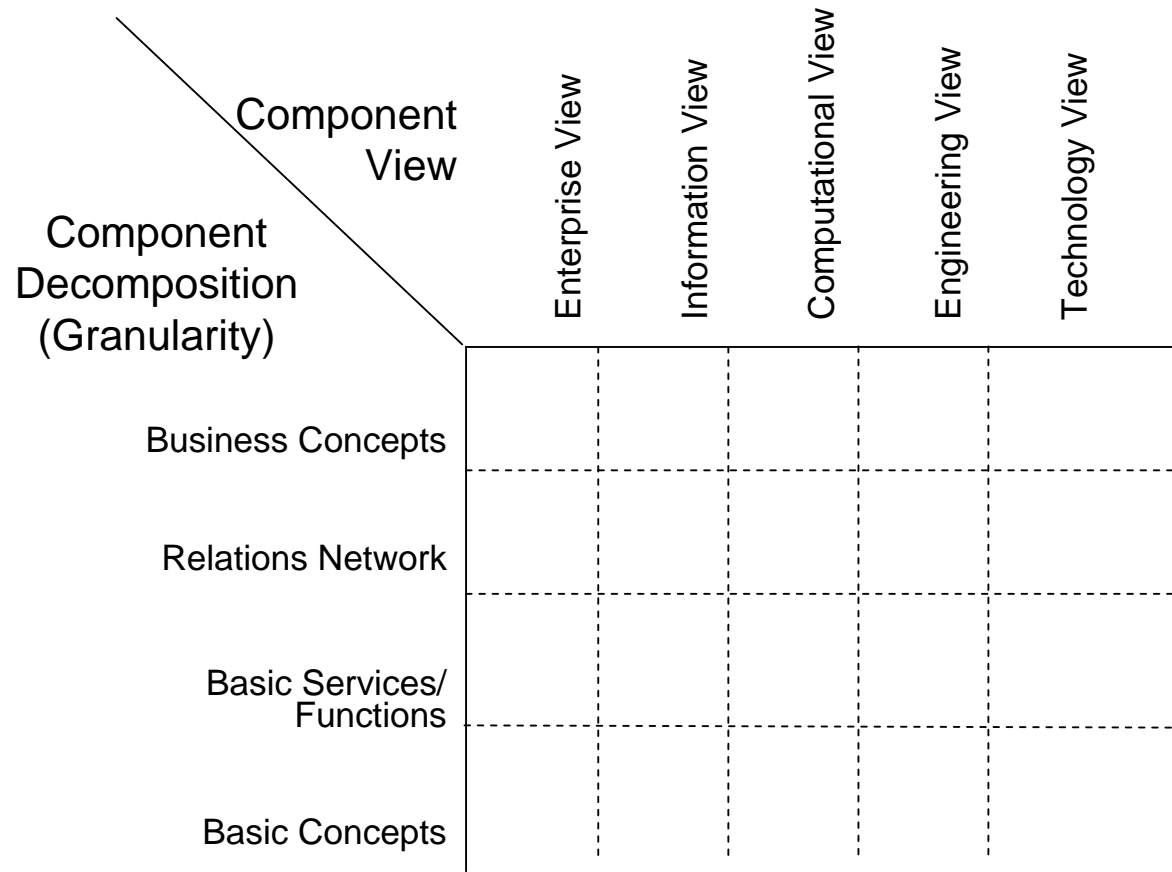 Component
View
Enterprise View
Information View
Computational View
Engineering View
Technology View
Component
Decomposition
(Granularity)
Business Concepts
Relations Network
Basic Services/
Functions
Basic Concepts